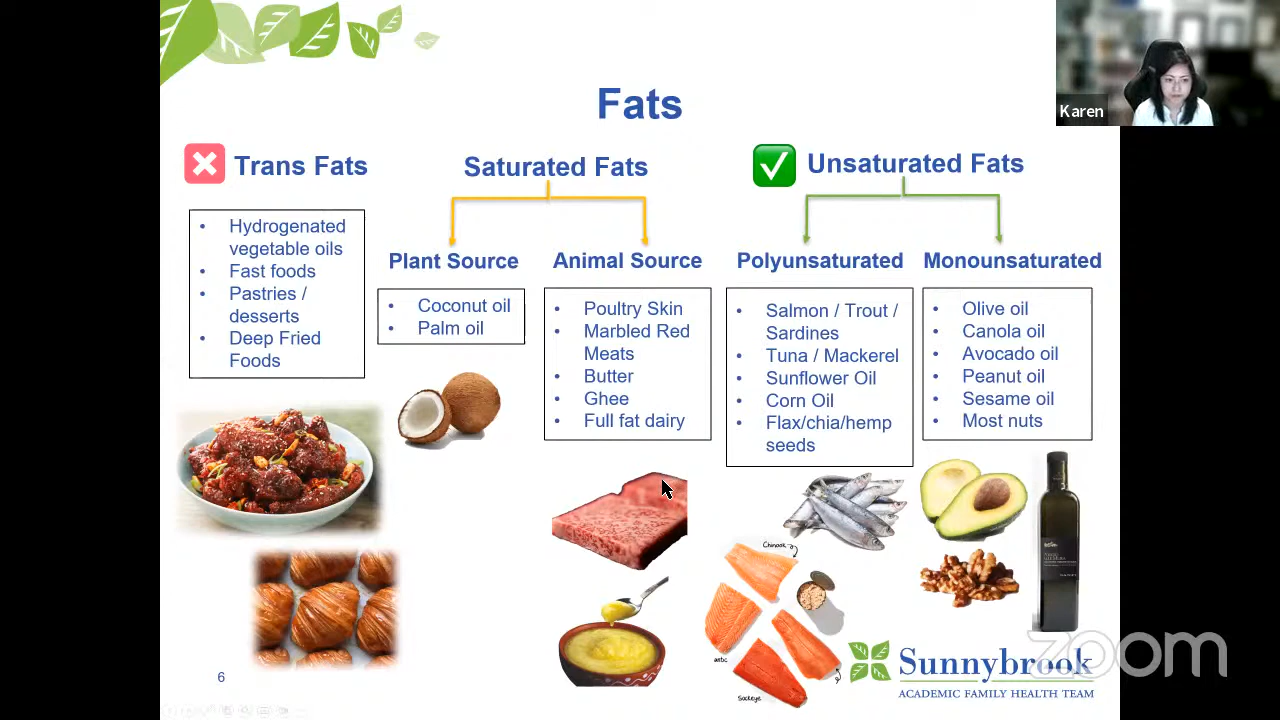 Karen
Fats
Trans Fats
Hydrogenated
vegetable oils
Fast foods
Pastries /
desserts
Deep Fried
Foods
Saturated Fats
Plant Source
Coconut oil
Palm oil
Animal Source
Poultry Skin
Marbled Red
Meats
Butter
Ghee
Full fat dairy
Unsaturated Fats
Polyunsaturated
Salmon / Trout /
Sardines
Tuna / Mackerel
Sunflower Oil
Corn Oil
Flax/chia/hemp
seeds
Monounsaturated
Olive oil
Canola oil
Avocado oil
Peanut oil
Sesame oil
Most nuts
Chinook
Sockeye
6
Sunnybrook
ACADEMIC FAMILY HEALTH TEAM
zoom